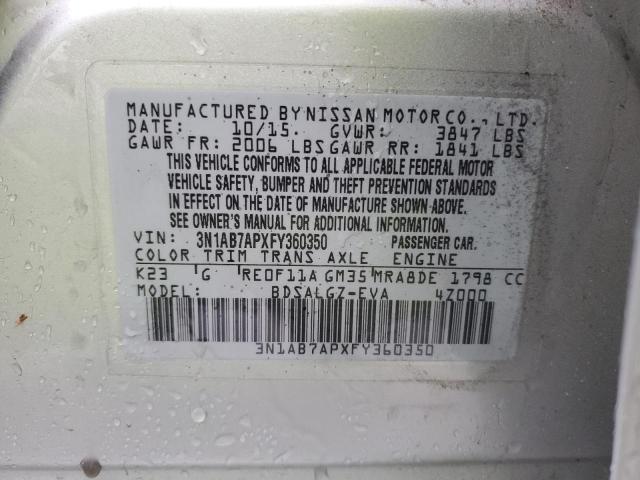 MANUFACTURED BY NISSAN MOTOR CO., LTD.
DATE: 10/15. GVWR: 3847 LBS
GAWR FR: 2006 LBS GAWR RR: 1841 LBS
THIS VEHICLE CONFORMS TO ALL APPLICABLE FEDERAL MOTOR
VEHICLE SAFETY, BUMPER AND THEFT PREVENTION STANDARDS
IN EFFECT ON THE DATE OF MANUFACTURE SHOWN ABOVE.
SEE OWNER'S MANUAL FOR ADDITIONAL INFORMATION.
VIN: 3N1AB7APXFY360350 PASSENGER CAR.
COLOR TRIM TRANS AXLE ENGINE
K23 G RE0F11A GM35 MRA8DE 1798 CC
MODEL: BDSALGZ-EVA 4Z000
3N1AB7APXFY360350